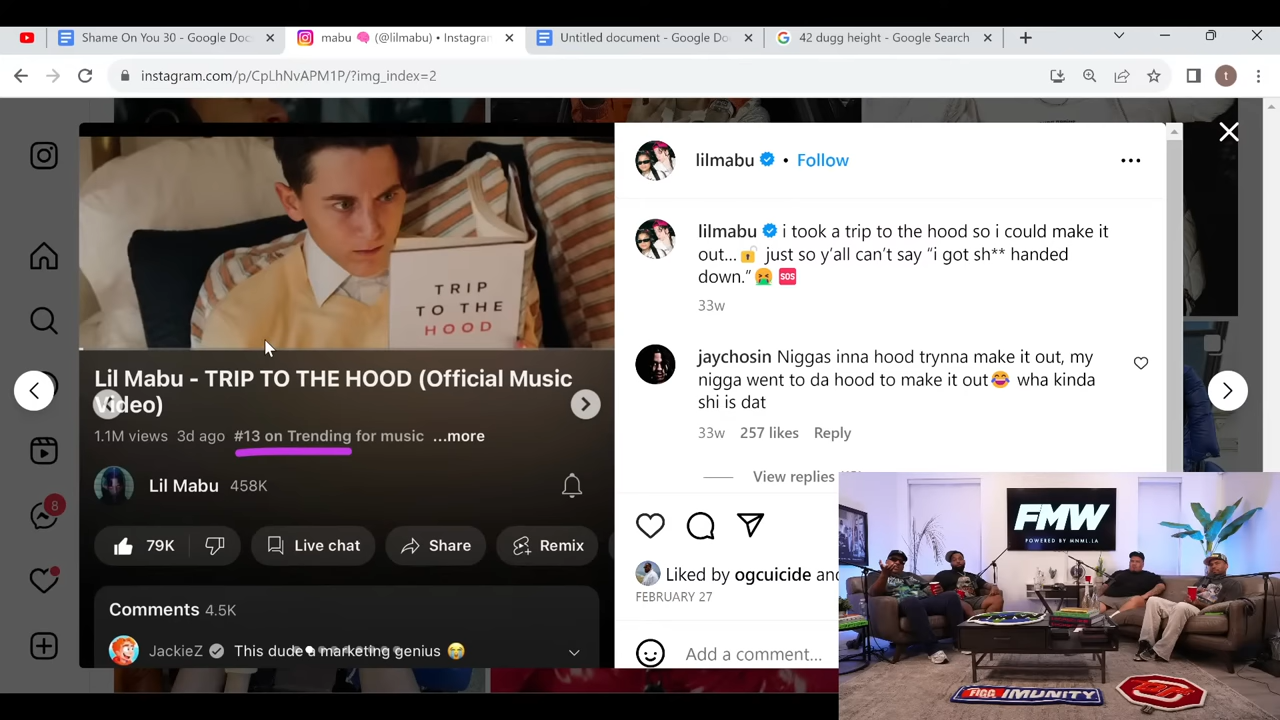 Shame On You 30 - Google Doc
mabu 🧠 (@lilmabu) • Instagram
Untitled document - Google Do
42 dugg height - Google Search
instagram.com/p/CpLhNvAPM1P/?img_index=2
t
TRIP
TO THE
HOOD
Lil Mabu - TRIP TO THE HOOD (Official Music
Video)
1.1M views 3d ago #13 on Trending for music ...more
Lil Mabu 458K
79K
Live chat
Share
Remix
Comments 4.5K
JackieZ This dude a marketing genius 😭
8
lilmabu • Follow
lilmabu i took a trip to the hood so i could make it
out...🔓 just so y'all can't say “i got sh** handed
down.”🤮 🆘
33w
jaychosin Niggas inna hood trynna make it out, my
nigga went to da hood to make it out😂 wha kinda
shi is dat
33w 257 likes Reply
View replies
Liked by ogcuicide and
FEBRUARY 27
Add a comment...
FMW
POWERED BY MNML.LA
FIGG IMUNITY